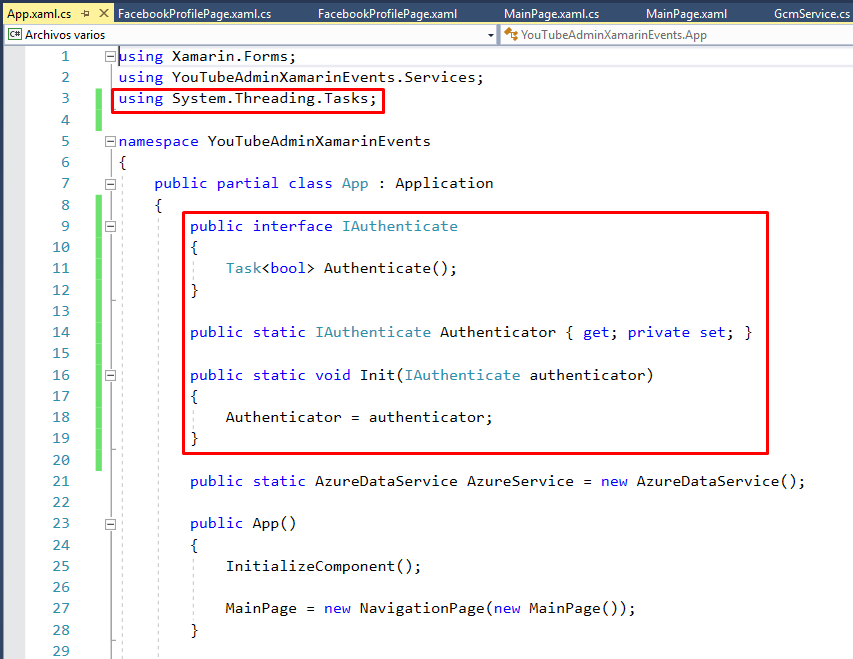 App.xaml.cs FacebookProfilePage.xaml.cs FacebookProfilePage.xaml MainPage.xaml.cs MainPage.xaml GcmService.cs
C# Archivos varios YouTubeAdminXamarinEvents.App
1 using Xamarin.Forms;
2 using YouTubeAdminXamarinEvents.Services;
3 using System.Threading.Tasks;
4
5 namespace YouTubeAdminXamarinEvents
6 {
7 public partial class App : Application
8 {
9 public interface IAuthenticate
10 {
11 Task<bool> Authenticate();
12 }
13
14 public static IAuthenticate Authenticator { get; private set; }
15
16 public static void Init(IAuthenticate authenticator)
17 {
18 Authenticator = authenticator;
19 }
20
21 public static AzureDataService AzureService = new AzureDataService();
22
23 public App()
24 {
25 InitializeComponent();
26
27 MainPage = new NavigationPage(new MainPage());
28 }
29